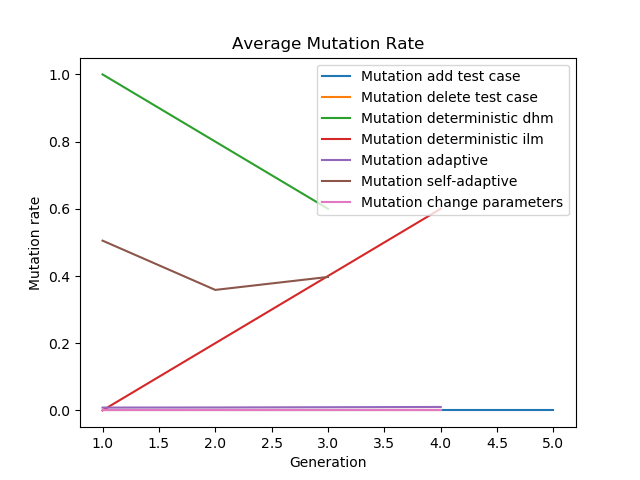 Average Mutation Rate
Mutation add test case
Mutation delete test case
Mutation deterministic dhm
Mutation deterministic ilm
Mutation adaptive
Mutation self-adaptive
Mutation change parameters
Mutation rate
1.0
0.8
0.6
0.4
0.2
0.0
1.0 1.5 2.0 2.5 3.0 3.5 4.0 4.5 5.0
Generation